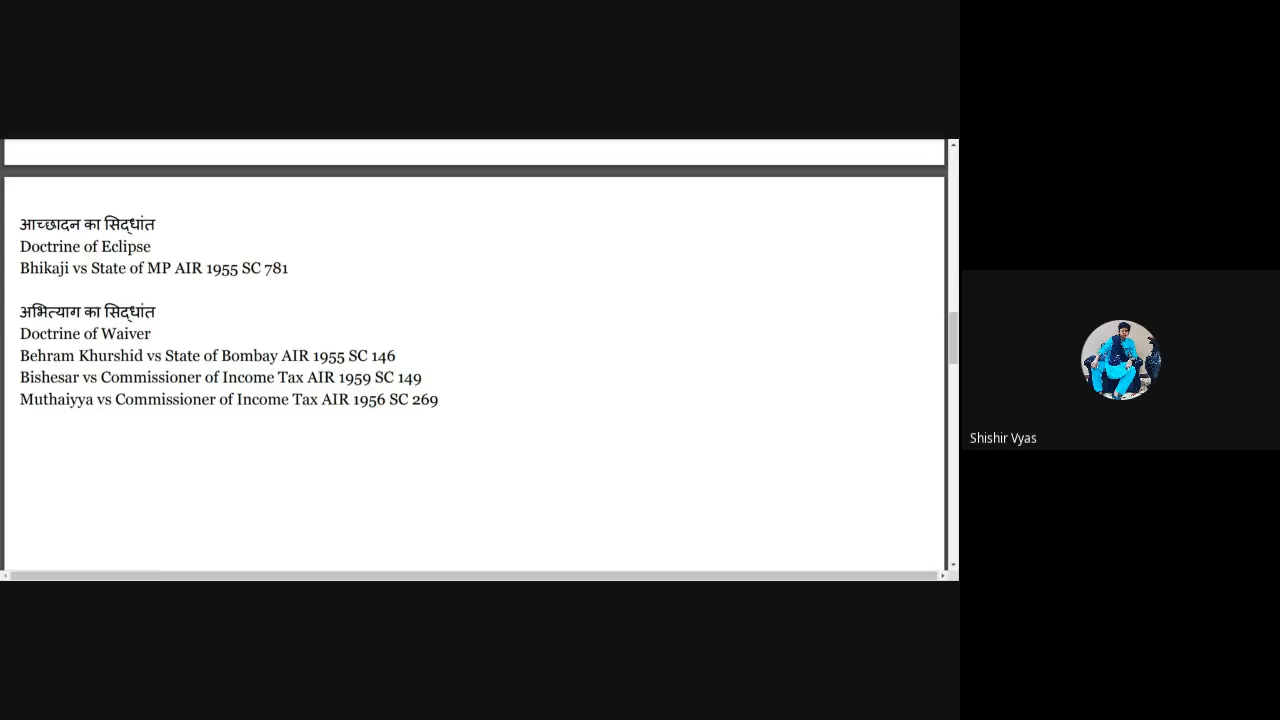 आच्छादन का सिद्धांत
Doctrine of Eclipse
Bhikaji vs State of MP AIR 1955 SC 781
अभित्याग का सिद्धांत
Doctrine of Waiver
Behram Khurshid vs State of Bombay AIR 1955 SC 146
Bishesar vs Commissioner of Income Tax AIR 1959 SC 149
Muthaiyya vs Commissioner of Income Tax AIR 1956 SC 269
Shishir Vyas